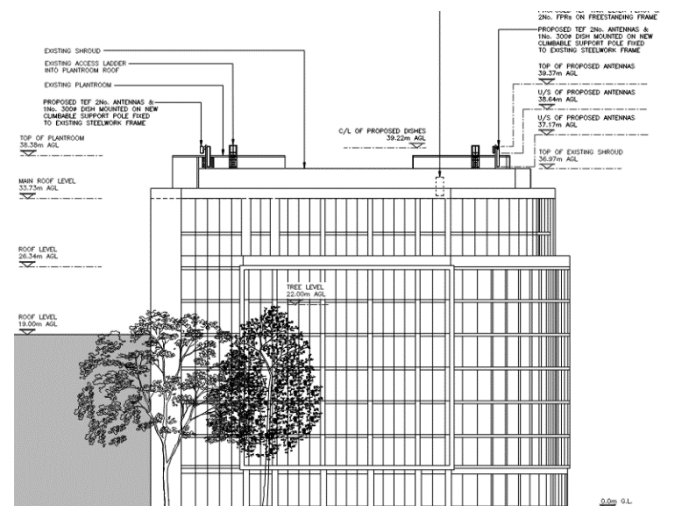 2No. FPRs ON FREESTANDING FRAME
PROPOSED TEF 2No. ANTENNAS &
1No. 300Ø DISH MOUNTED ON NEW
CLIMBABLE SUPPORT POLE FIXED
TO EXISTING STEELWORK FRAME
TOP OF PROPOSED ANTENNAS
39.37m AGL
U/S OF PROPOSED ANTENNAS
38.64m AGL
U/S OF PROPOSED ANTENNAS
37.17m AGL
TOP OF EXISTING SHROUD
36.97m AGL
EXISTING SHROUD
EXISTING ACCESS LADDER
INTO PLANTROOM ROOF
EXISTING PLANTROOM
PROPOSED TEF 2No. ANTENNAS &
1No. 300Ø DISH MOUNTED ON NEW
CLIMBABLE SUPPORT POLE FIXED
TO EXISTING STEELWORK FRAME
TOP OF PLANTROOM
38.38m AGL
C/L OF PROPOSED DISHES
39.22m AGL
MAIN ROOF LEVEL
33.73m AGL
ROOF LEVEL
26.34m AGL
TREE LEVEL
22.00m AGL
ROOF LEVEL
19.00m AGL
0.0m G.L.